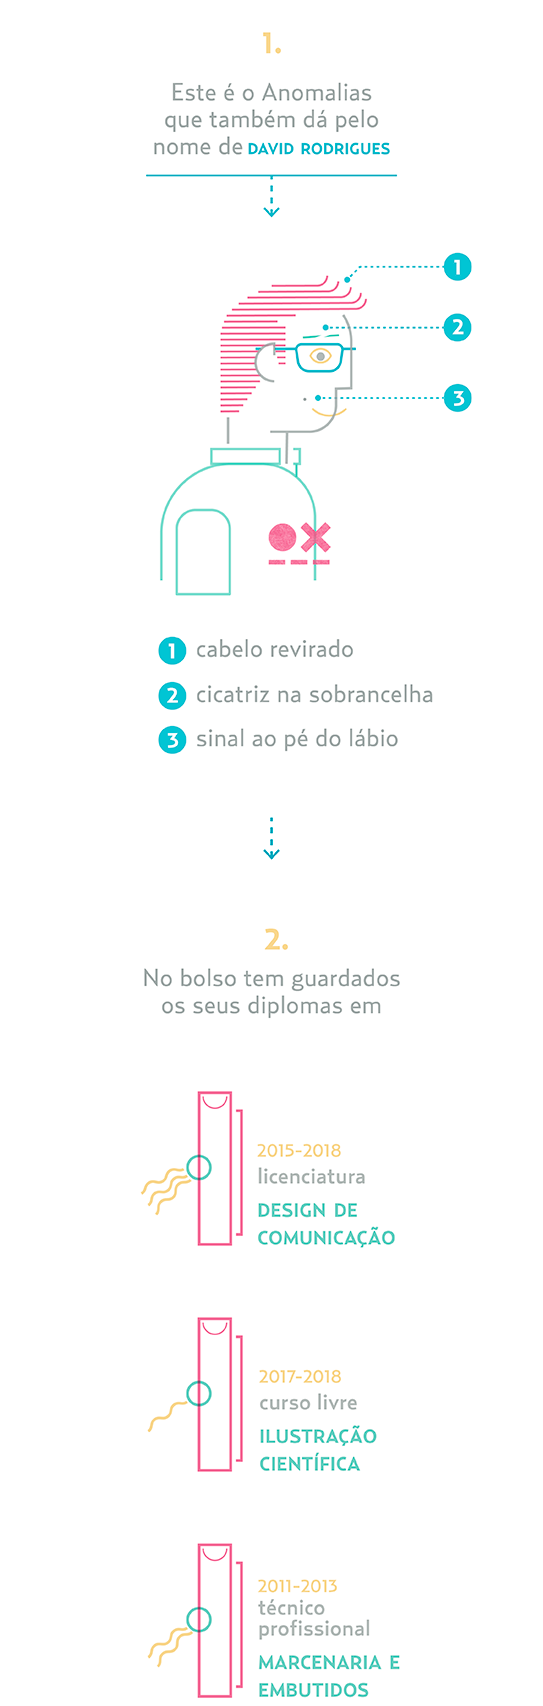 1.
Este é o Anomalias
que também dá pelo
nome de DAVID RODRIGUES
1
2
3
1 cabelo revirado
2 cicatriz na sobrancelha
3 sinal ao pé do lábio
2.
No bolso tem guardados
os seus diplomas em
2015-2018
licenciatura
DESIGN DE
COMUNICAÇÃO
2017-2018
curso livre
ILUSTRAÇÃO
CIENTÍFICA
2011-2013
técnico
profissional
MARCENARIA E
EMBUTIDOS